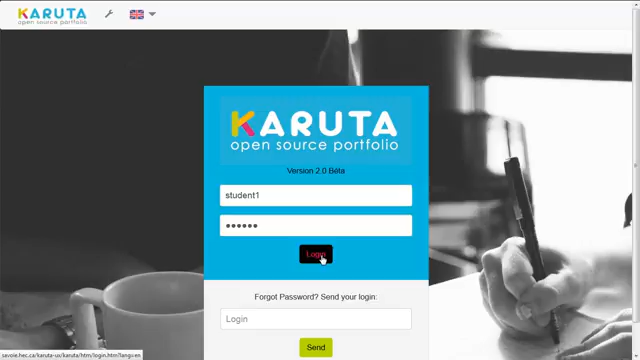 KARUTA
open source portfolio
KARUTA
open source portfolio
Version 2.0 Béta
student1
Login
Forgot Password? Send your login:
Login
Send
savoie.hec.ca/karuta-ux/karuta/htm/login.htm?lang=en